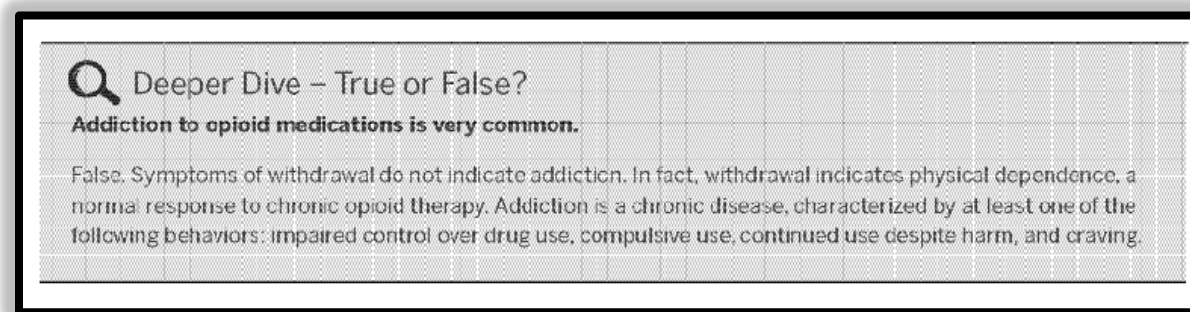 Deeper Dive – True or False?
Addiction to opioid medications is very common.
False. Symptoms of withdrawal do not indicate addiction. In fact, withdrawal indicates physical dependence, a
normal response to chronic opioid therapy. Addiction is a chronic disease, characterized by at least one of the
following behaviors: impaired control over drug use, compulsive use, continued use despite harm, and craving.